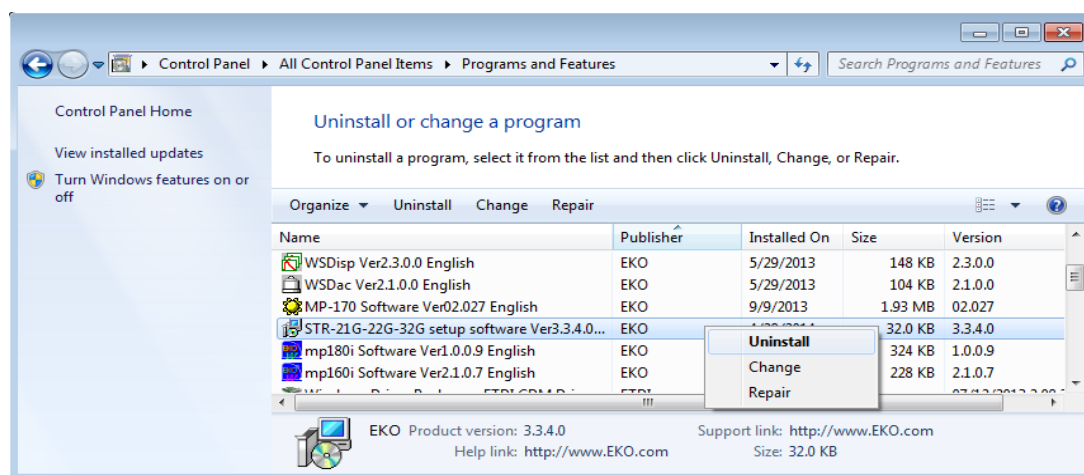 Control Panel ▸ All Control Panel Items ▸ Programs and Features
Search Programs and Features
Control Panel Home
View installed updates
Turn Windows features on or
off
Uninstall or change a program
To uninstall a program, select it from the list and then click Uninstall, Change, or Repair.
Organize Uninstall Change Repair
Name Publisher Installed On Size Version
WSDisp Ver2.3.0.0 English EKO 5/29/2013 148 KB 2.3.0.0
WSDac Ver2.1.0.0 English EKO 5/29/2013 104 KB 2.1.0.0
MP-170 Software Ver02.027 English EKO 9/9/2013 1.93 MB 02.027
STR-21G-22G-32G setup software Ver3.3.4.0... EKO 32.0 KB 3.3.4.0
mp180i Software Ver1.0.0.9 English EKO 324 KB 1.0.0.9
mp160i Software Ver2.1.0.7 English EKO 228 KB 2.1.0.7
Uninstall
Change
Repair
EKO Product version: 3.3.4.0 Support link: http://www.EKO.com
Help link: http://www.EKO.com Size: 32.0 KB